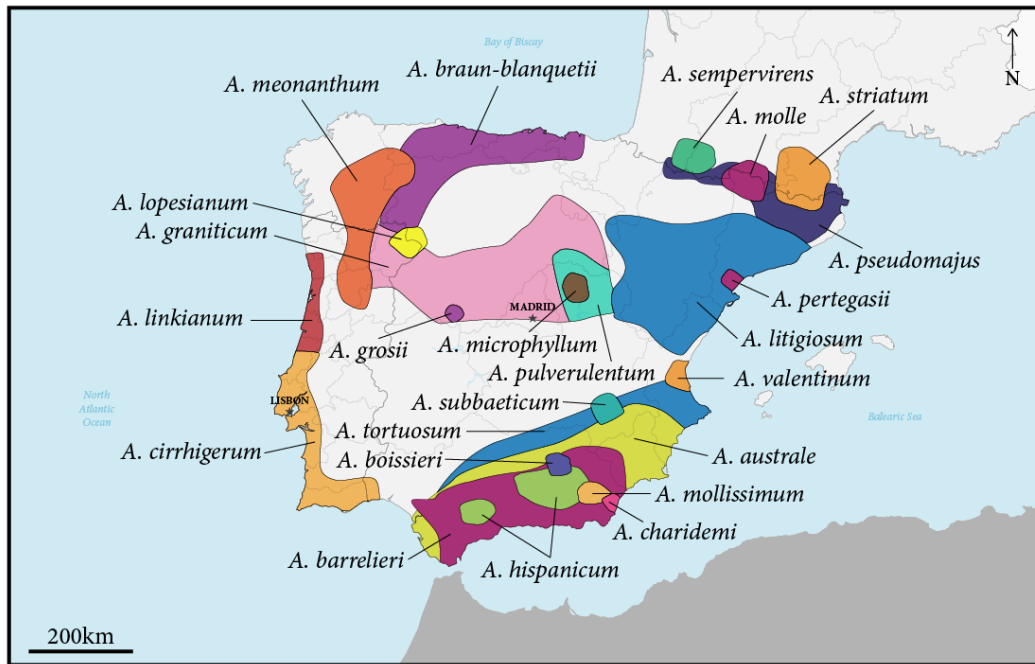 Bay of Biscay
N
A. braun-blanquetii
A. sempervirens
A. meonanthum
A. striatum
A. molle
A. lopesianum
A. graniticum
A. pseudomajus
A. pertegasii
MADRID
A. linkianum
A. grosii
A. microphyllum
A. litigiosum
A. pulverulentum
A. valentinum
LISBON
North
Atlantic
Ocean
A. subbaeticum
Balearic Sea
A. tortuosum
A. cirrhigerum
A. boissieri
A. australe
A. mollissimum
A. charidemi
A. barrelieri
A. hispanicum
200km